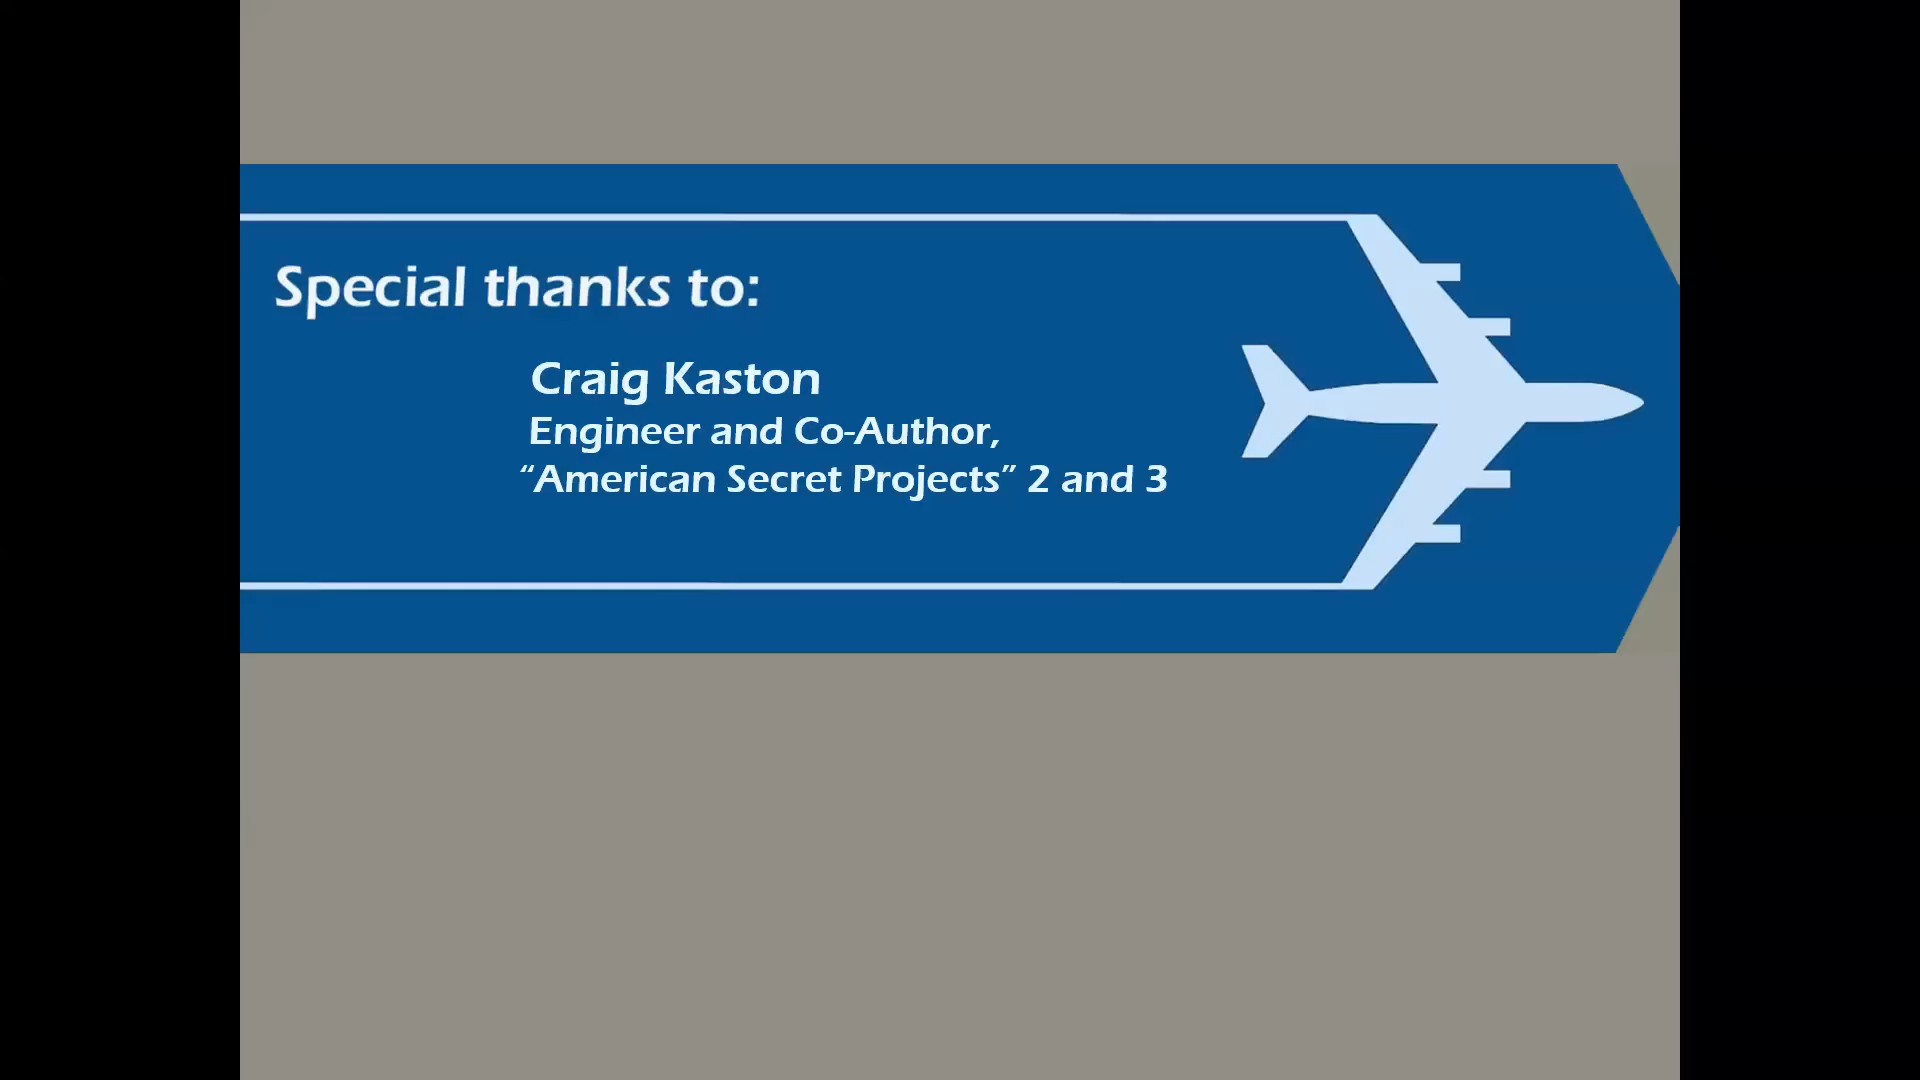 Special thanks to:
Craig Kaston
Engineer and Co-Author,
“American Secret Projects” 2 and 3